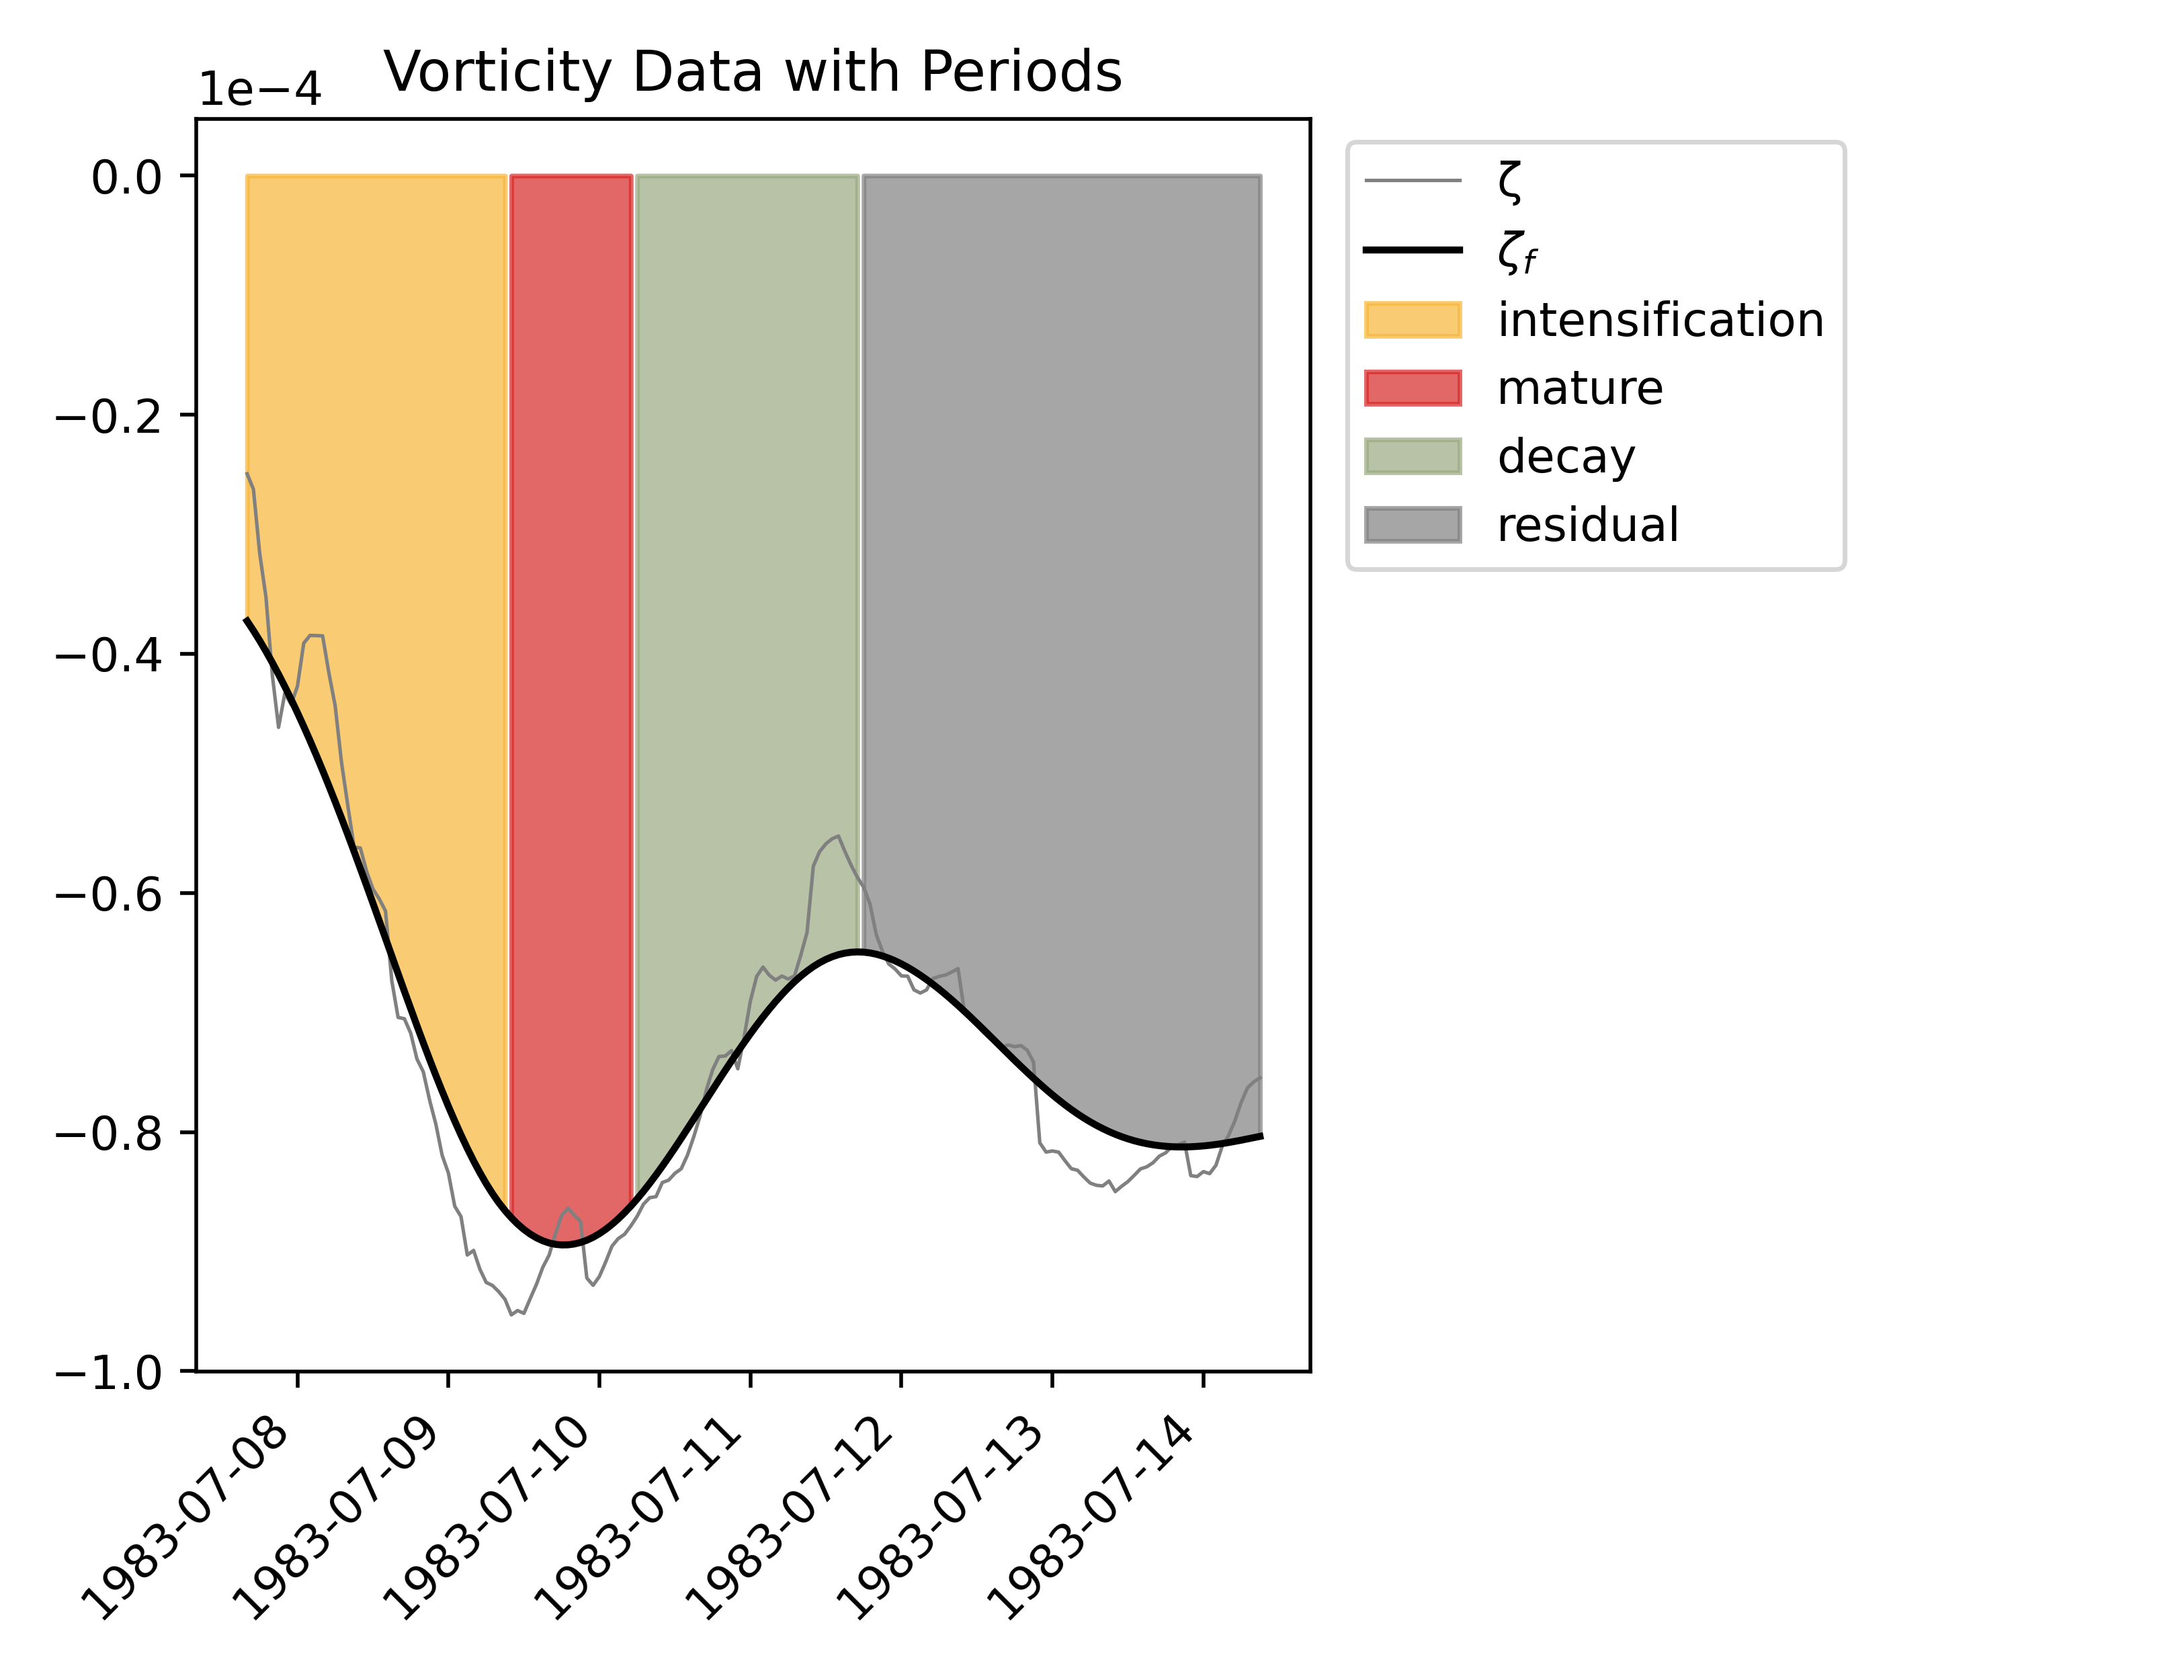 Vorticity Data with Periods
1e−4
0.0
−0.2
−0.4
−0.6
−0.8
−1.0
1983-07-08
1983-07-09
1983-07-10
1983-07-11
1983-07-12
1983-07-13
1983-07-14
ζ
ζf
intensification
mature
decay
residual